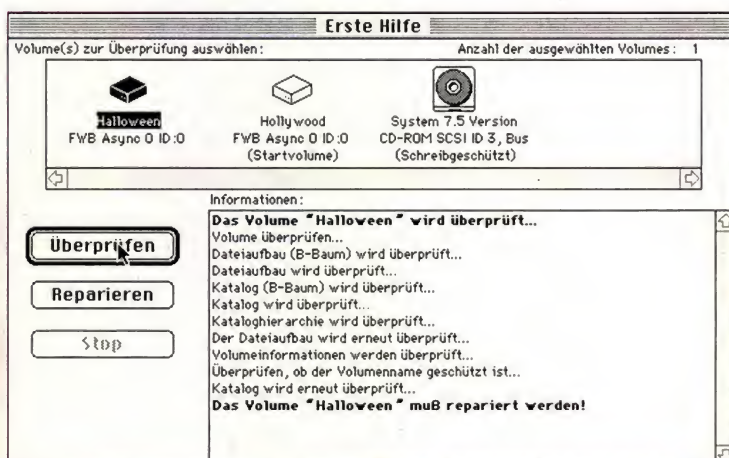 Erste Hilfe
Volume(s) zur Überprüfung auswählen:
Anzahl der ausgewählten Volumes: 1
Halloween
FWB Async 0 ID:0
Hollywood
FWB Async 0 ID:0
(Startvolume)
System 7.5 Version
CD-ROM SCSI ID 3, Bus
(Schreibgeschützt)
Informationen:
Überprüfen
Reparieren
Stop
Das Volume "Halloween" wird überprüft...
Volume überprüfen...
Dateiaufbau (B-Baum) wird überprüft...
Dateiaufbau wird überprüft...
Katalog (B-Baum) wird überprüft...
Katalog wird überprüft...
Kataloghierarchie wird überprüft...
Der Dateiaufbau wird erneut überprüft...
Volumeinformationen werden überprüft...
Überprüfen, ob der Volumenname geschützt ist...
Katalog wird erneut überprüft...
Das Volume "Halloween" muß repariert werden!